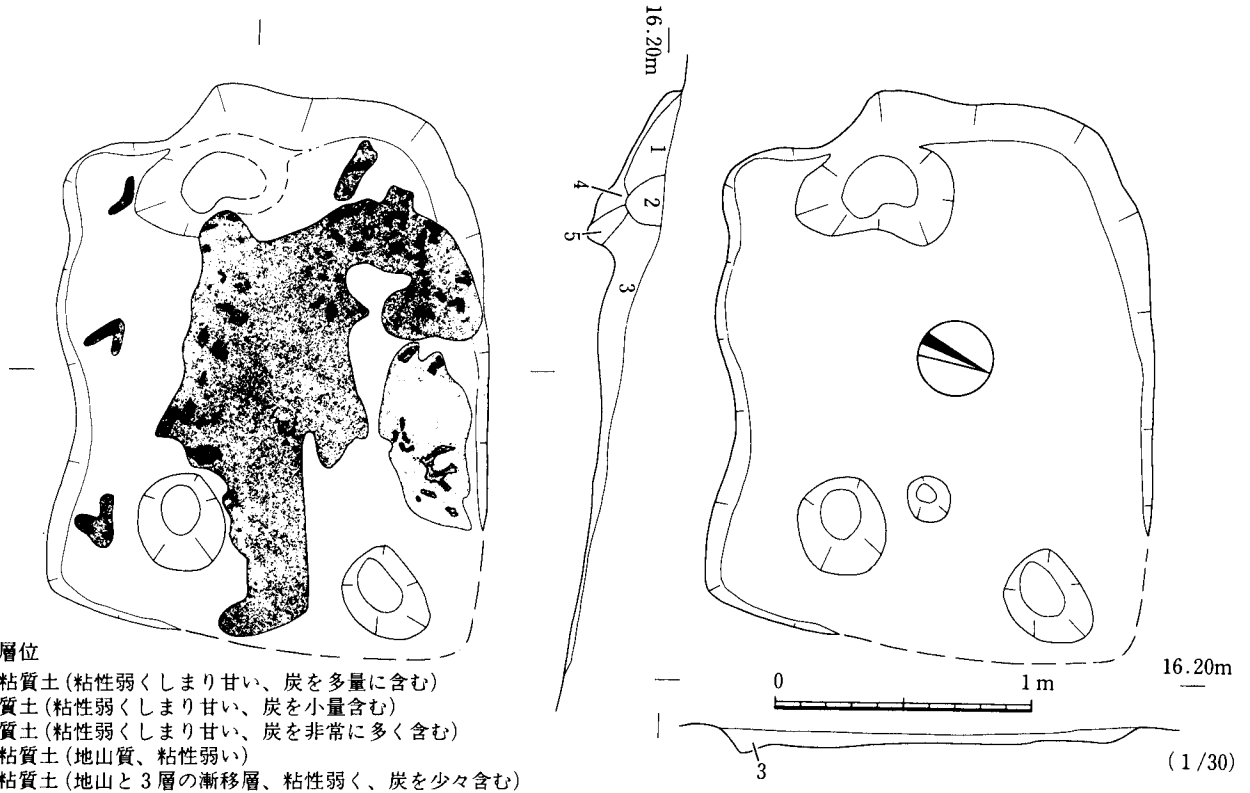 16.20m
1
2
4
5
3
層位
粘質土(粘性弱くしまり甘い、炭を多量に含む)
質土(粘性弱くしまり甘い、炭を小量含む)
質土(粘性弱くしまり甘い、炭を非常に多く含む)
粘質土(地山質、粘性弱い)
粘質土(地山と3層の漸移層、粘性弱く、炭を少々含む)
0 1m
16.20m
3
(1/30)